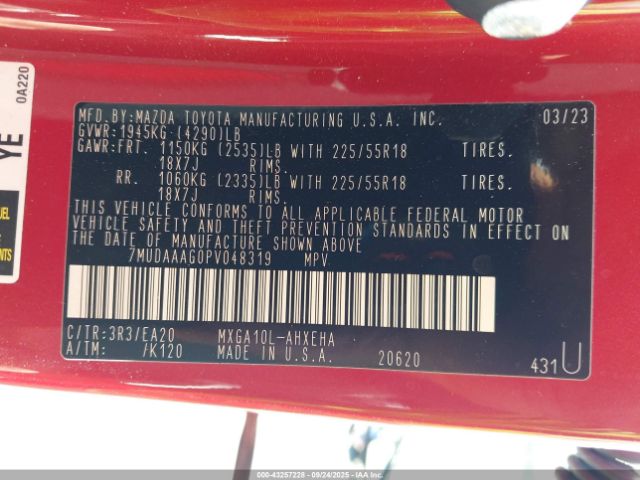 0A220
YE
UEL
ENTS
MFD.BY:MAZDA TOYOTA MANUFACTURING U.S.A. INC. 03/23
GVWR:1945KG (4290)LB
GAWR:FRT. 1150KG (2535)LB WITH 225/55R18 TIRES.
18X7J RIMS.
RR. 1060KG (2335)LB WITH 225/55R18 TIRES.
18X7J RIMS.
THIS VEHICLE CONFORMS TO ALL APPLICABLE FEDERAL MOTOR
VEHICLE SAFETY AND THEFT PREVENTION STANDARDS IN EFFECT ON
THE DATE OF MANUFACTURE SHOWN ABOVE
7MUDAAAG0PV048319 MPV
C/TR:3R3/EA20 MXGA10L-AHXEHA
A/TM: /K120 MADE IN U.S.A. 20620 431U
000-43257228 - 09/24/2025 - IAA Inc.